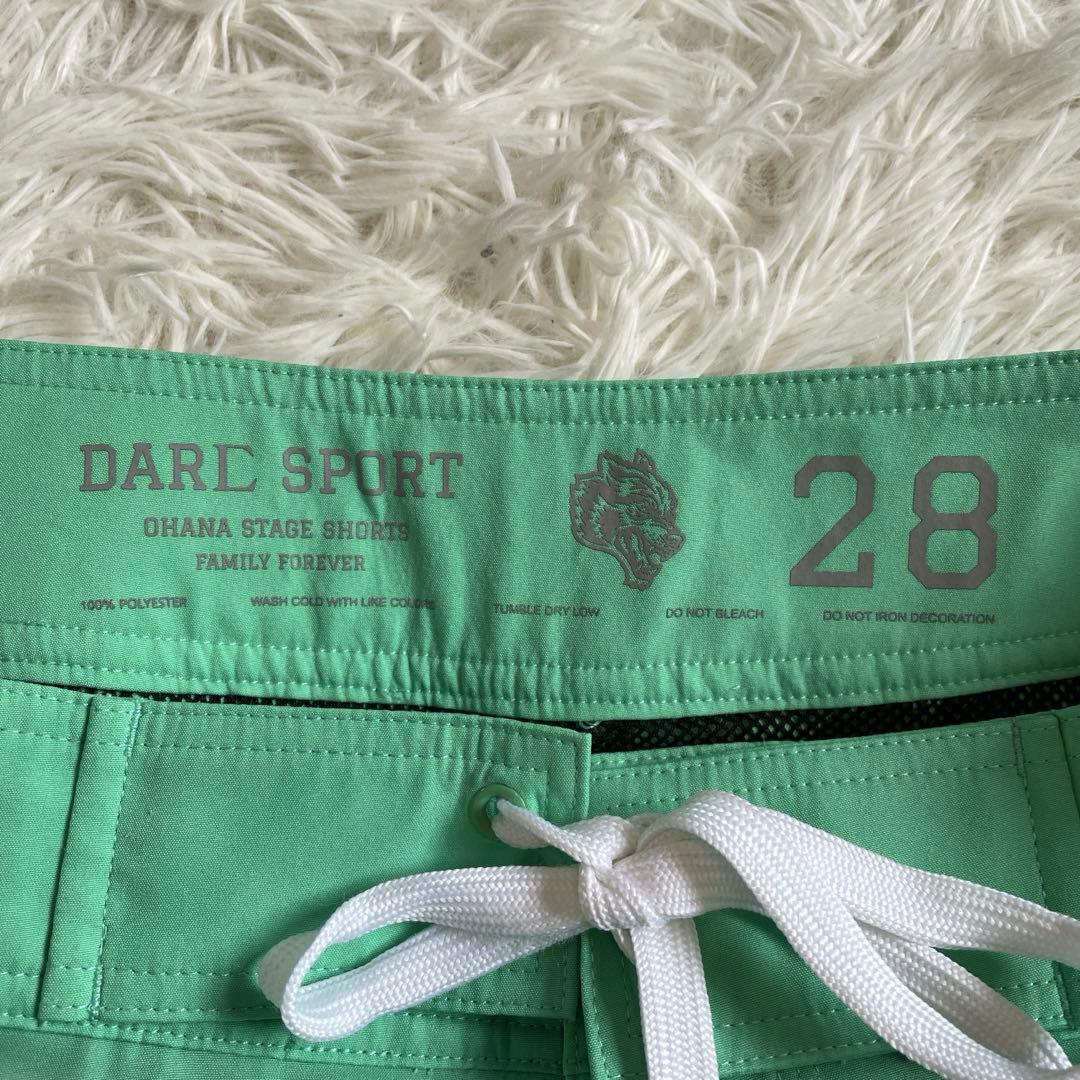 DARC SPORT
OHANA STAGE SHORTS
FAMILY FOREVER
28
100% POLYESTER WASH COLD WITH LIKE COLORS TUMBLE DRY LOW DO NOT BLEACH DO NOT IRON DECORATION